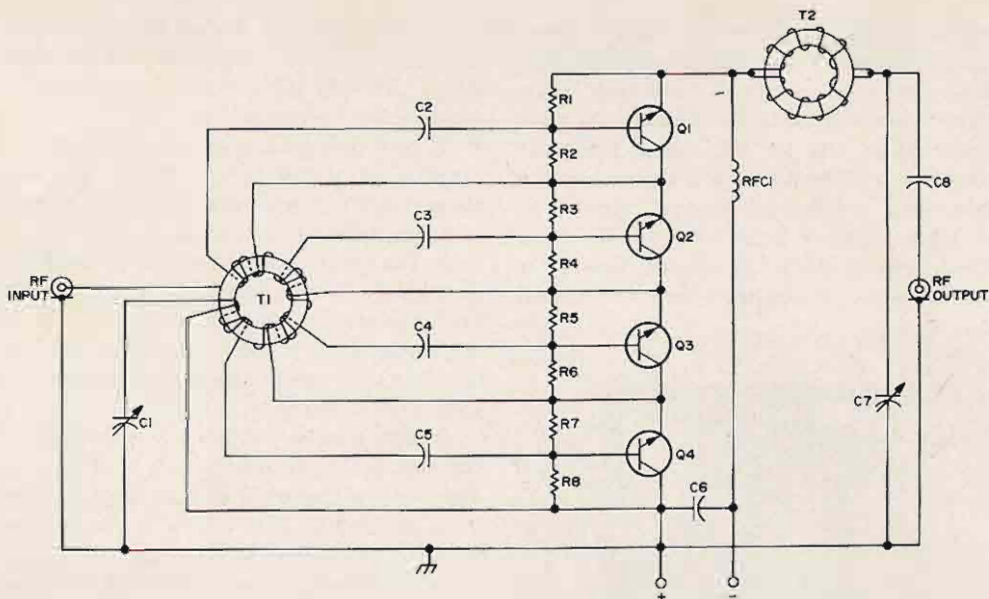 T2
R1
C2
Q1
R2
RFC1
C8
R3
C3
Q2
R4
RF
INPUT
T1
RF
OUTPUT
R5
C4
Q3
R6
C1
C7
R7
C5
Q4
R8
C6
+
-